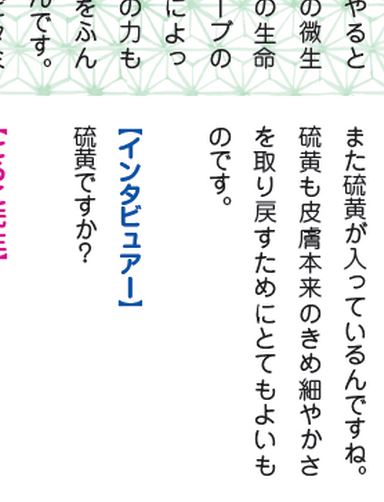 やると
の微生
の生命
ーブの
によっ
の力も
をふん
んです。
また硫黄が入っているんですね。
硫黄も皮膚本来のきめ細やかさ
を取り戻すためにとてもよいも
のです。
【インタビュアー】
硫黄ですか?